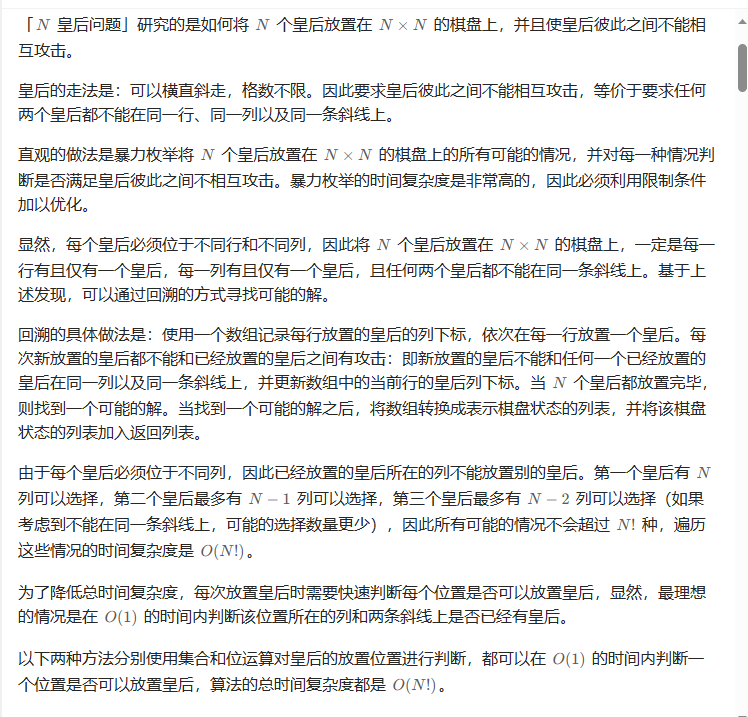 「N 皇后问题」研究的是如何将 N 个皇后放置在 N × N 的棋盘上，并且使皇后彼此之间不能相
互攻击。
皇后的走法是：可以横直斜走，格数不限。因此要求皇后彼此之间不能相互攻击，等价于要求任何
两个皇后都不能在同一行、同一列以及同一条斜线上。
直观的做法是暴力枚举将 N 个皇后放置在 N × N 的棋盘上的所有可能的情况，并对每一种情况判
断是否满足皇后彼此之间不相互攻击。暴力枚举的时间复杂度是非常高的，因此必须利用限制条件
加以优化。
显然，每个皇后必须位于不同行和不同列，因此将 N 个皇后放置在 N × N 的棋盘上，一定是每一
行有且仅有一个皇后，每一列有且仅有一个皇后，且任何两个皇后都不能在同一条斜线上。基于上
述发现，可以通过回溯的方式寻找可能的解。
回溯的具体做法是：使用一个数组记录每行放置的皇后的列下标，依次在每一行放置一个皇后。每
次新放置的皇后都不能和已经放置的皇后之间有攻击：即新放置的皇后不能和任何一个已经放置的
皇后在同一列以及同一条斜线上，并更新数组中的当前行的皇后列下标。当 N 个皇后都放置完毕，
则找到一个可能的解。当找到一个可能的解之后，将数组转换成表示棋盘状态的列表，并将该棋盘
状态的列表加入返回列表。
由于每个皇后必须位于不同列，因此已经放置的皇后所在的列不能放置别的皇后。第一个皇后有 N
列可以选择，第二个皇后最多有 N − 1 列可以选择，第三个皇后最多有 N − 2 列可以选择（如果
考虑到不能在同一条斜线上，可能的选择数量更少），因此所有可能的情况不会超过 N! 种，遍历
这些情况的时间复杂度是 O(N!)。
为了降低总时间复杂度，每次放置皇后时需要快速判断每个位置是否可以放置皇后，显然，最理想
的情况是在 O(1) 的时间内判断该位置所在的列和两条斜线上是否已经有皇后。
以下两种方法分别使用集合和位运算对皇后的放置位置进行判断，都可以在 O(1) 的时间内判断一
个位置是否可以放置皇后，算法的总时间复杂度都是 O(N!)。